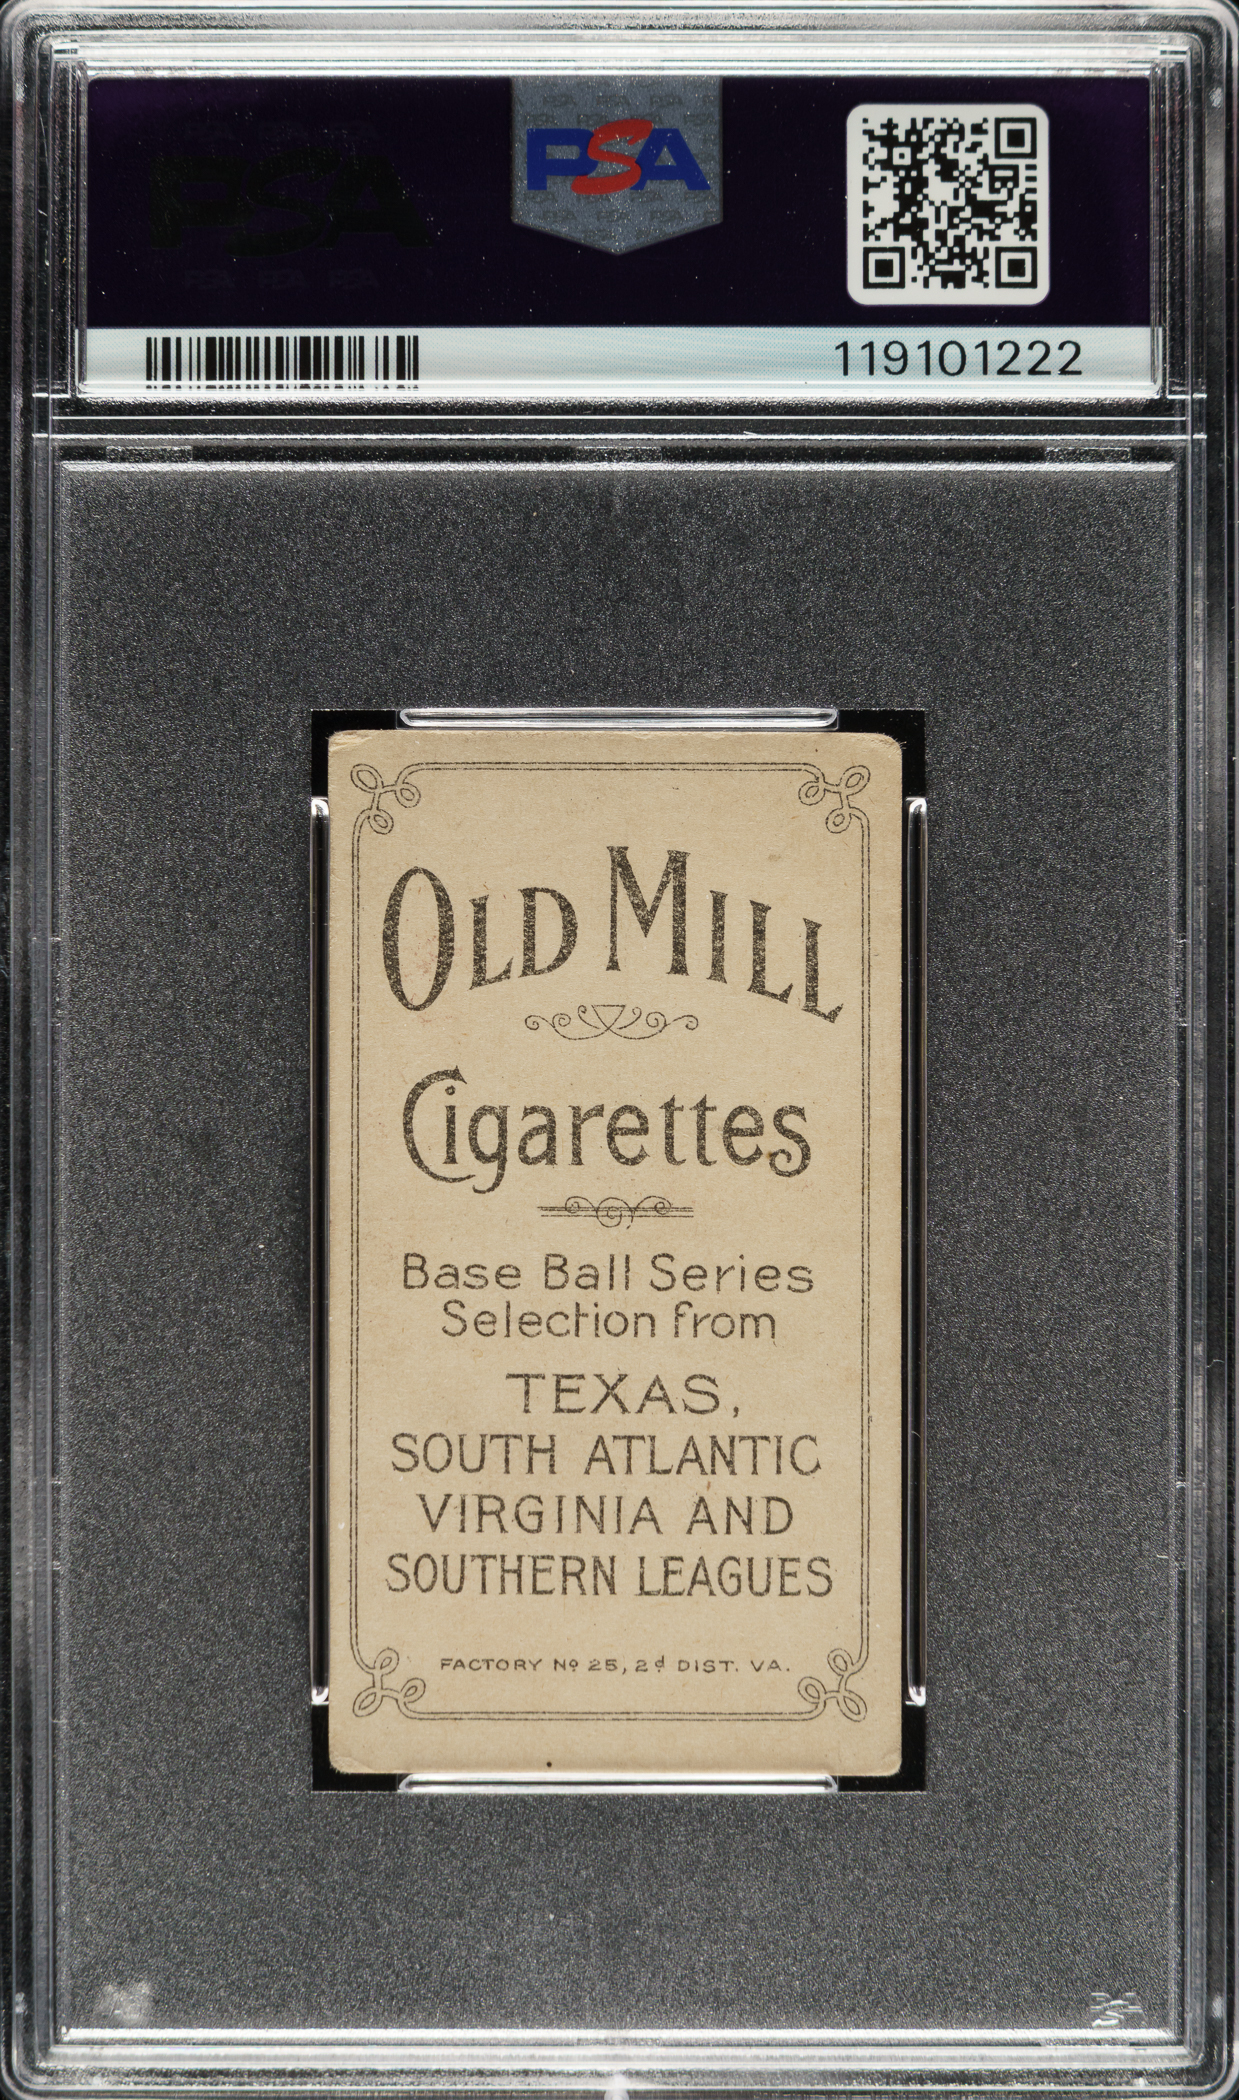 PSA
119101222
OLD MILL
Cigarettes
Base Ball Series
Selection from
TEXAS,
SOUTH ATLANTIC
VIRGINIA AND
SOUTHERN LEAGUES
FACTORY Nº 25, 2d DIST. VA.
PSA